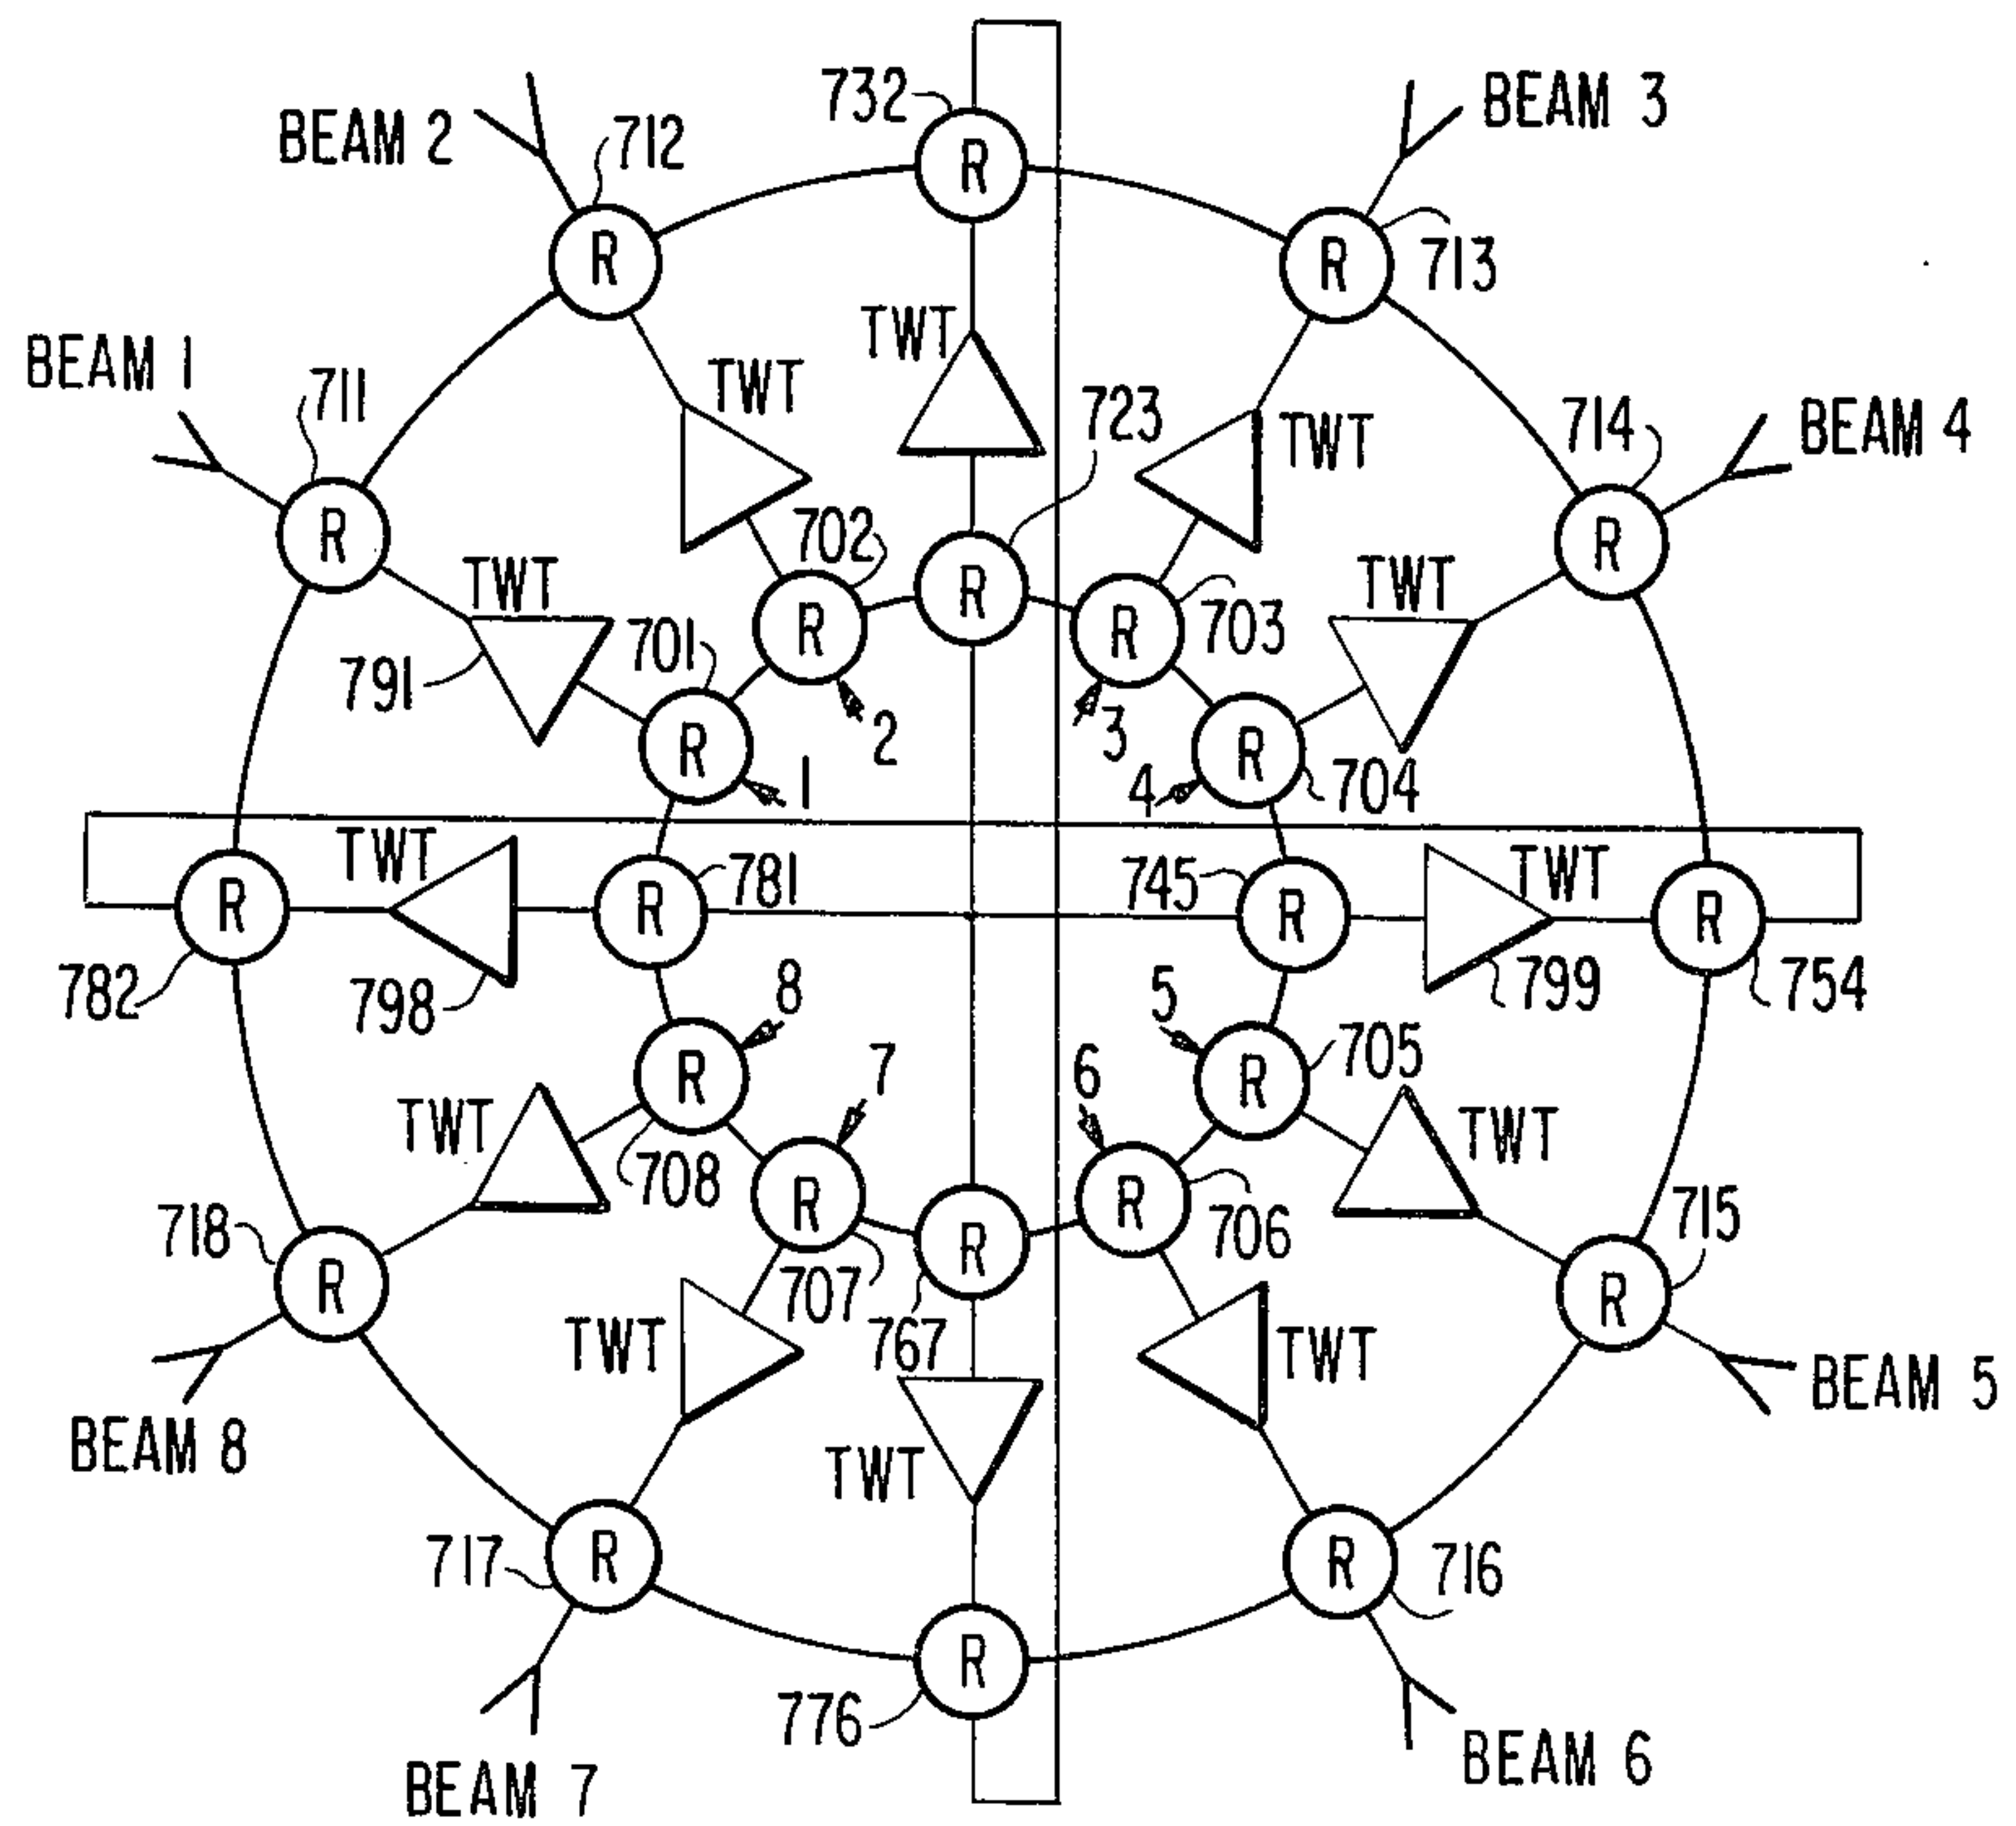 732
BEAM 3
BEAM 2
712
R
R
R
713
TWT
BEAM 1
711
TWT
723
TWT
714
BEAM 4
R
702
R
R
TWT
791
701
R
R
703
TWT
R
1
2
3
4
R
704
TWT
781
745
TWT
R
R
R
R
782
798
8
5
799
754
7
6
705
R
R
TWT
708
R
R
R
706
TWT
715
718
R
707
767
R
TWT
TWT
TWT
BEAM 8
BEAM 5
717
R
R
716
776
R
BEAM 7
BEAM 6